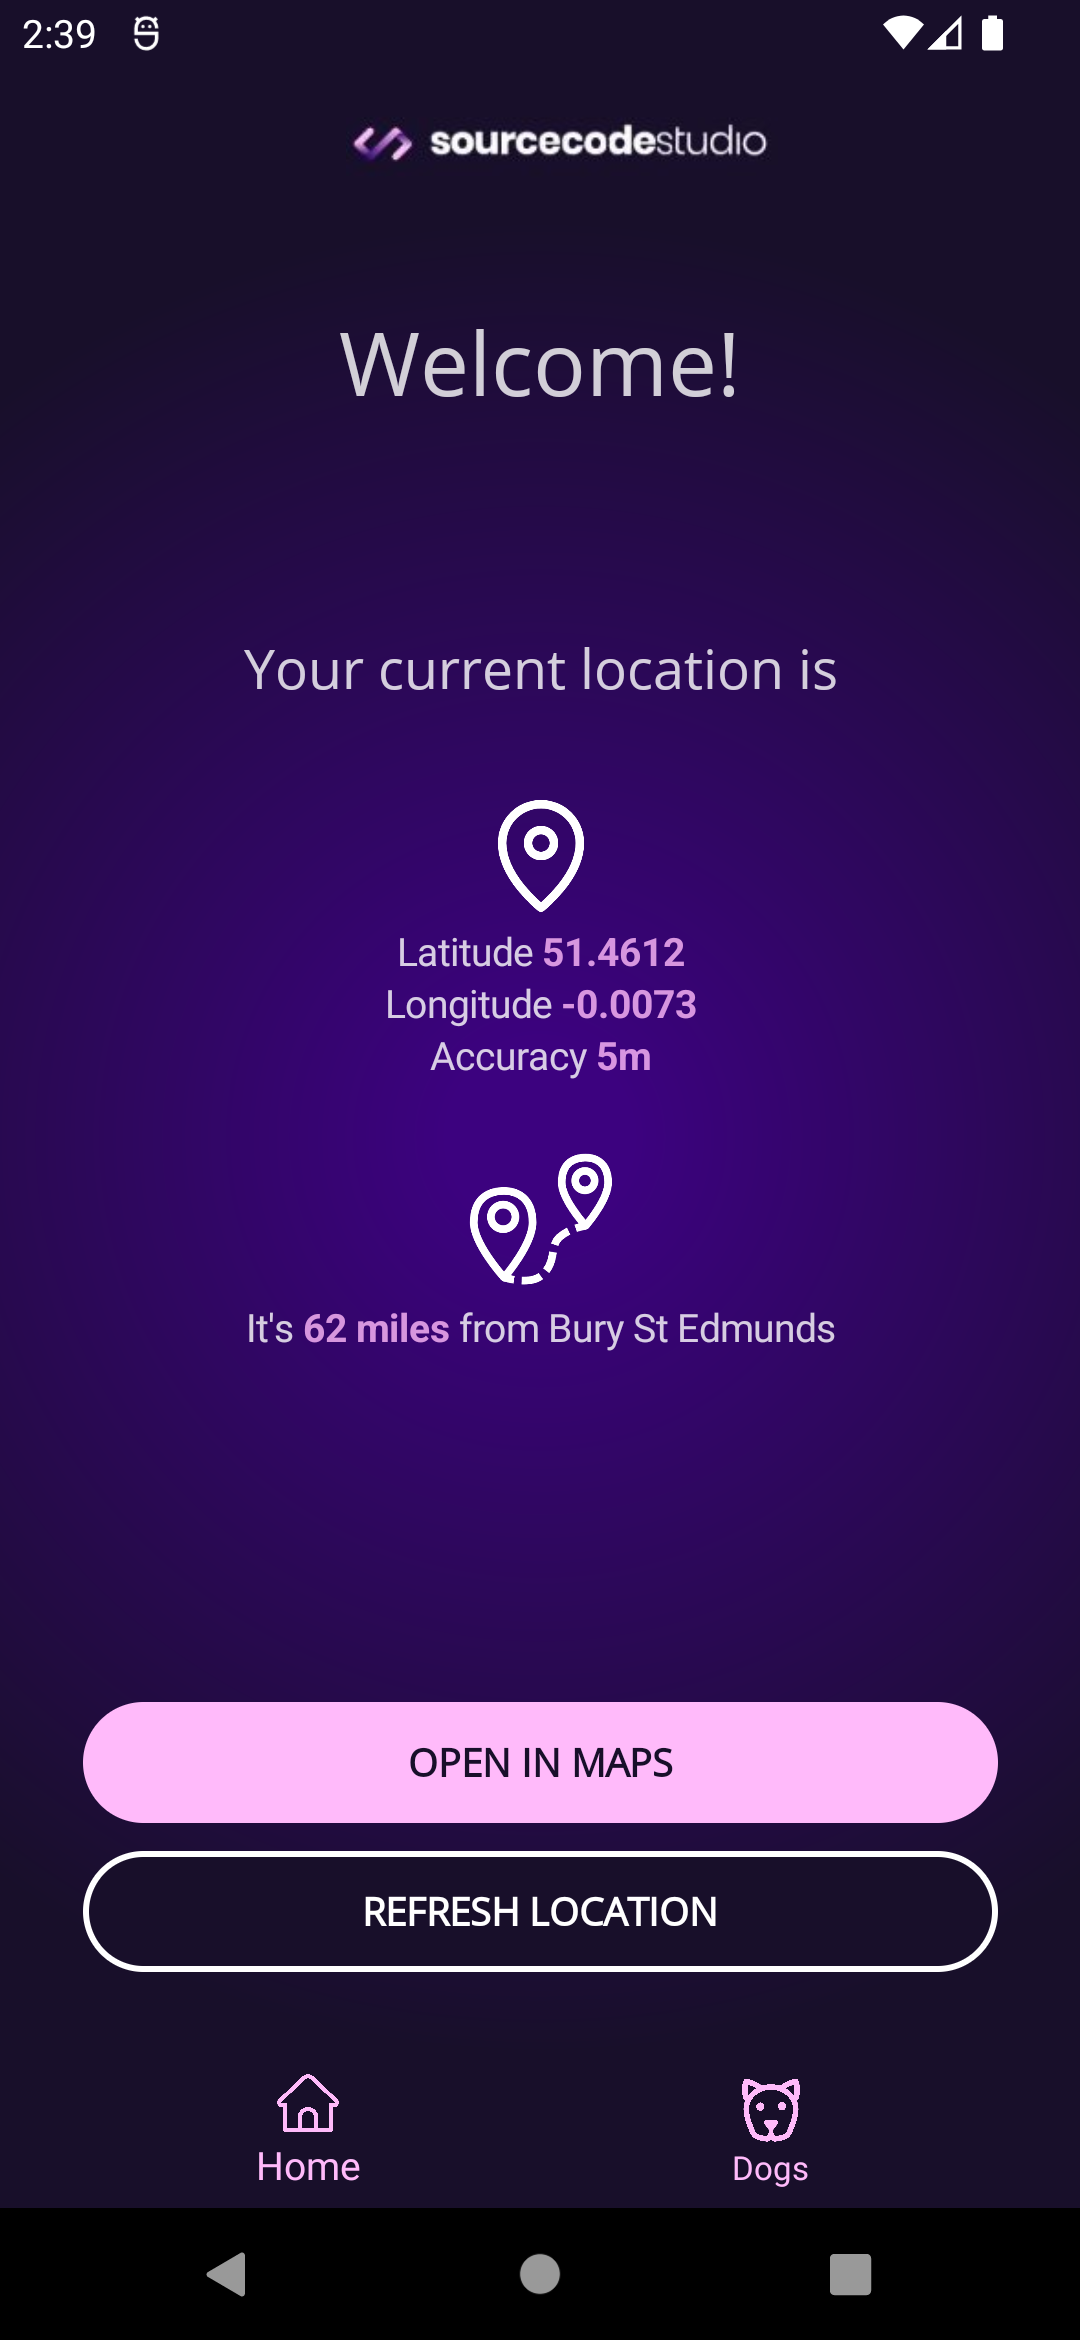 2:39
sourcecodestudio
Welcome!
Your current location is
Latitude 51.4612
Longitude -0.0073
Accuracy 5m
It's 62 miles from Bury St Edmunds
OPEN IN MAPS
REFRESH LOCATION
Home
Dogs